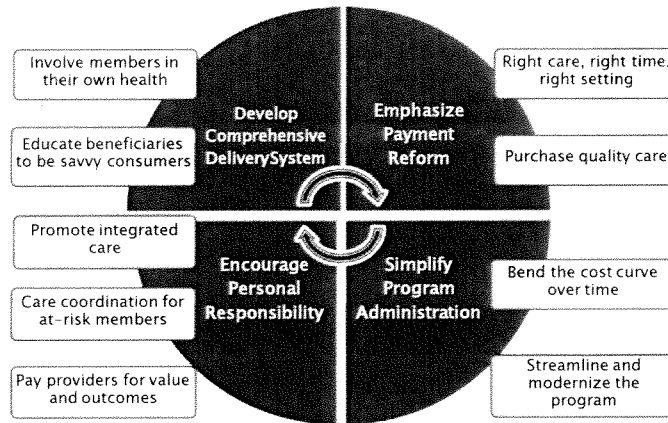 Involve members in
their own health
Educate beneficiaries
to be savvy consumers
Promote integrated
care
Care coordination for
at-risk members
Pay providers for value
and outcomes
Develop
Comprehensive
DeliverySystem
Emphasize
Payment
Reform
Encourage
Personal
Responsibility
Simplify
Program
Administration
Right care, right time,
right setting
Purchase quality care
Bend the cost curve
over time
Streamline and
modernize the
program